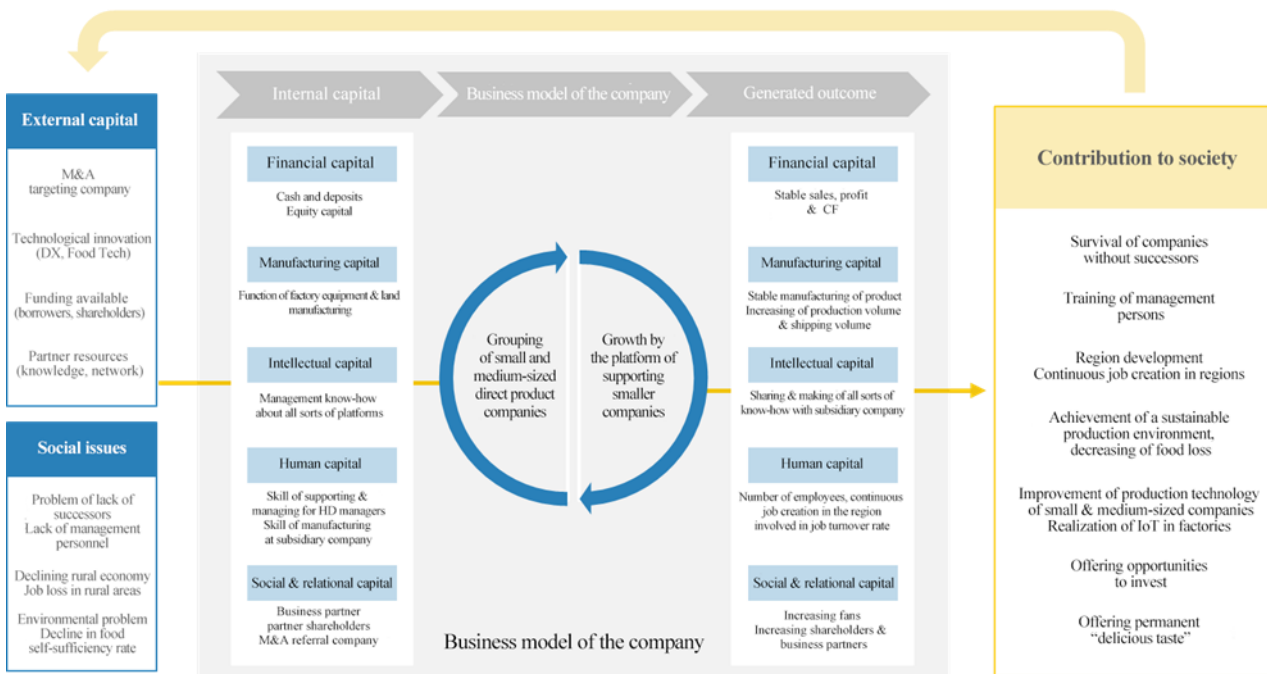 External capital
M&A
targeting company
Technological innovation
(DX, Food Tech)
Funding available
(borrowers, shareholders)
Partner resources
(knowledge, network)
Social issues
Problem of lack of
successors
Lack of management
personnel
Declining rural economy
Job loss in rural areas
Environmental problem
Decline in food
self-sufficiency rate
Internal capital
Business model of the company
Generated outcome
Financial capital
Cash and deposits
Equity capital
Manufacturing capital
Function of factory equipment & land
manufacturing
Intellectual capital
Management know-how
about all sorts of platforms
Human capital
Skill of supporting &
managing for HD managers
Skill of manufacturing
at subsidiary company
Social & relational capital
Business partner
partner shareholders
M&A referral company
Grouping
of small and
medium-sized
direct product
companies
Growth by
the platform of
supporting
smaller
companies
Business model of the company
Financial capital
Stable sales, profit
& CF
Manufacturing capital
Stable manufacturing of product
Increasing of production volume
& shipping volume
Intellectual capital
Sharing & making of all sorts of
know-how with subsidiary company
Human capital
Number of employees, continuous
job creation in the region
involved in job turnover rate
Social & relational capital
Increasing fans
Increasing shareholders &
business partners
Contribution to society
Survival of companies
without successors
Training of management
persons
Region development
Continuous job creation in regions
Achievement of a sustainable
production environment,
decreasing of food loss
Improvement of production technology
of small & medium-sized companies
Realization of IoT in factories
Offering opportunities
to invest
Offering permanent
“delicious taste”